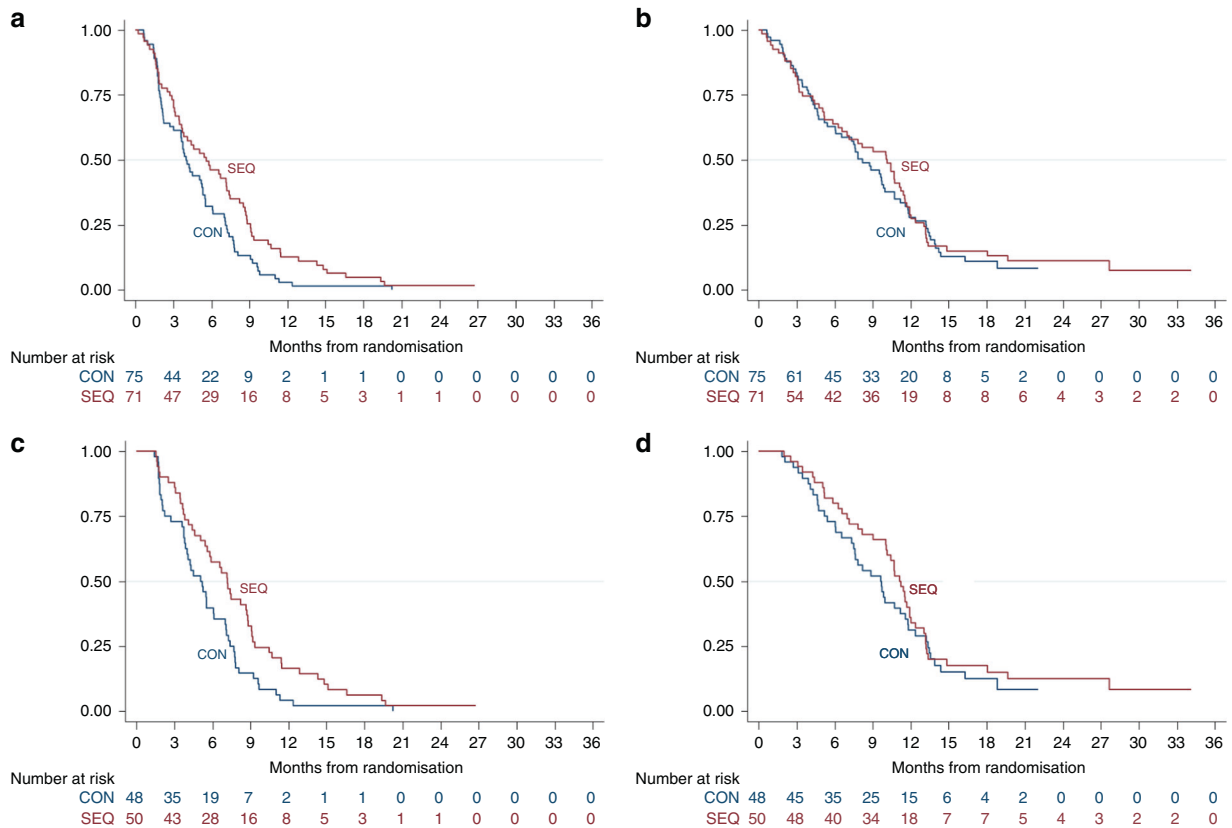 a
1.00
0.75
0.50
0.25
0.00
SEQ
CON
0 3 6 9 12 15 18 21 24 27 30 33 36
Months from randomisation
Number at risk
CON 75 44 22 9 2 1 1 0 0 0 0 0 0
SEQ 71 47 29 16 8 5 3 1 1 0 0 0 0
b
1.00
0.75
0.50
0.25
0.00
SEQ
CON
0 3 6 9 12 15 18 21 24 27 30 33 36
Months from randomisation
Number at risk
CON 75 61 45 33 20 8 5 2 0 0 0 0 0
SEQ 71 54 42 36 19 8 8 6 4 3 2 2 0
c
1.00
0.75
0.50
0.25
0.00
SEQ
CON
0 3 6 9 12 15 18 21 24 27 30 33 36
Months from randomisation
Number at risk
CON 48 35 19 7 2 1 1 0 0 0 0 0 0
SEQ 50 43 28 16 8 5 3 1 1 0 0 0 0
d
1.00
0.75
0.50
0.25
0.00
SEQ
CON
0 3 6 9 12 15 18 21 24 27 30 33 36
Months from randomisation
Number at risk
CON 48 45 35 25 15 6 4 2 0 0 0 0 0
SEQ 50 48 40 34 18 7 7 5 4 3 2 2 0